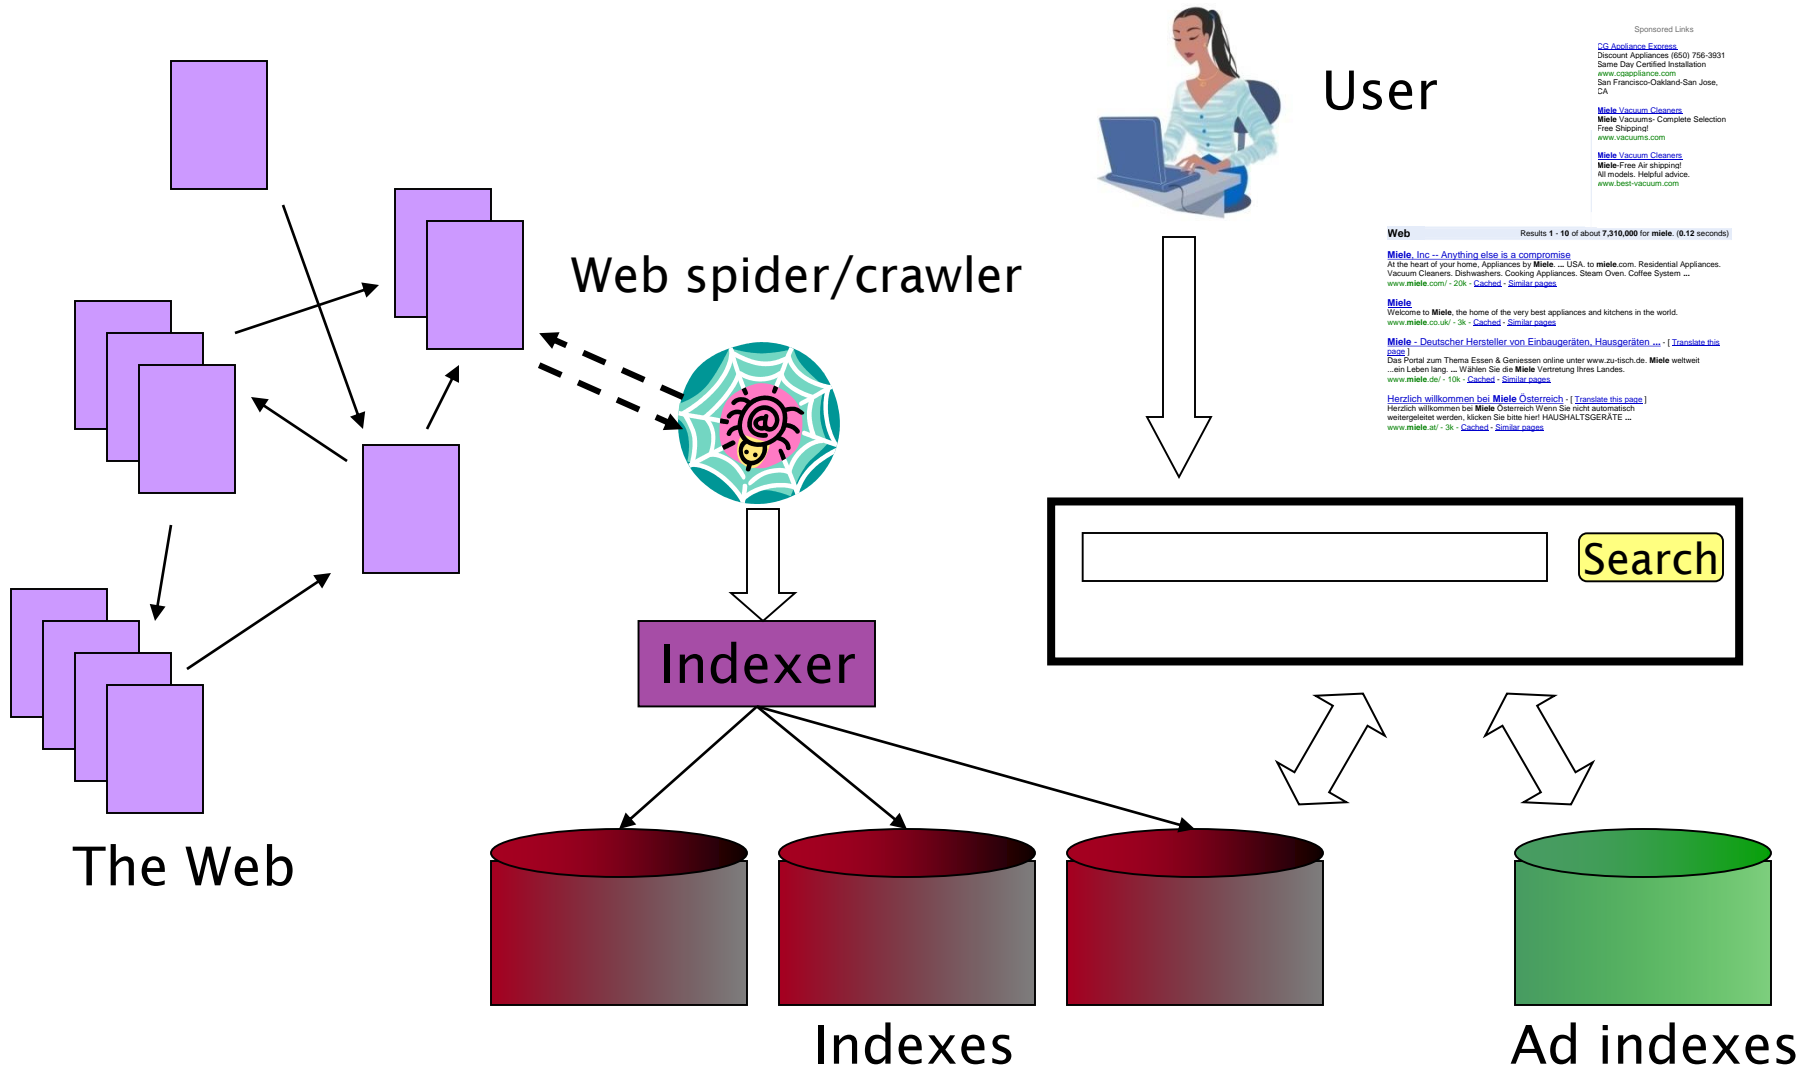 User
Sponsored Links
CG Appliance Express
Discount Appliances (650) 756-3931
Same Day Certified Installation
www.cgappliance.com
San Francisco-Oakland-San Jose,
CA
Miele Vacuum Cleaners
Miele Vacuums- Complete Selection
Free Shipping!
www.vacuums.com
Miele Vacuum Cleaners
Miele-Free Air shipping!
All models. Helpful advice.
www.best-vacuum.com
Web Results 1 - 10 of about 7,310,000 for miele. (0.12 seconds)
Miele, Inc -- Anything else is a compromise
At the heart of your home, Appliances by Miele. ... USA. to miele.com. Residential Appliances.
Vacuum Cleaners. Dishwashers. Cooking Appliances. Steam Oven. Coffee System ...
www.miele.com/ - 20k - Cached - Similar pages
Miele
Welcome to Miele, the home of the very best appliances and kitchens in the world.
www.miele.co.uk/ - 3k - Cached - Similar pages
Miele - Deutscher Hersteller von Einbaugeräten, Hausgeräten ... - [ Translate this
page ]
Das Portal zum Thema Essen & Geniessen online unter www.zu-tisch.de. Miele weltweit
...ein Leben lang. ... Wählen Sie die Miele Vertretung Ihres Landes.
www.miele.de/ - 10k - Cached - Similar pages
Herzlich willkommen bei Miele Österreich - [ Translate this page ]
Herzlich willkommen bei Miele Österreich Wenn Sie nicht automatisch
weitergeleitet werden, klicken Sie bitte hier! HAUSHALTSGERÄTE ...
www.miele.at/ - 3k - Cached - Similar pages
Web spider/crawler
@
Search
Indexer
The Web
Indexes
Ad indexes